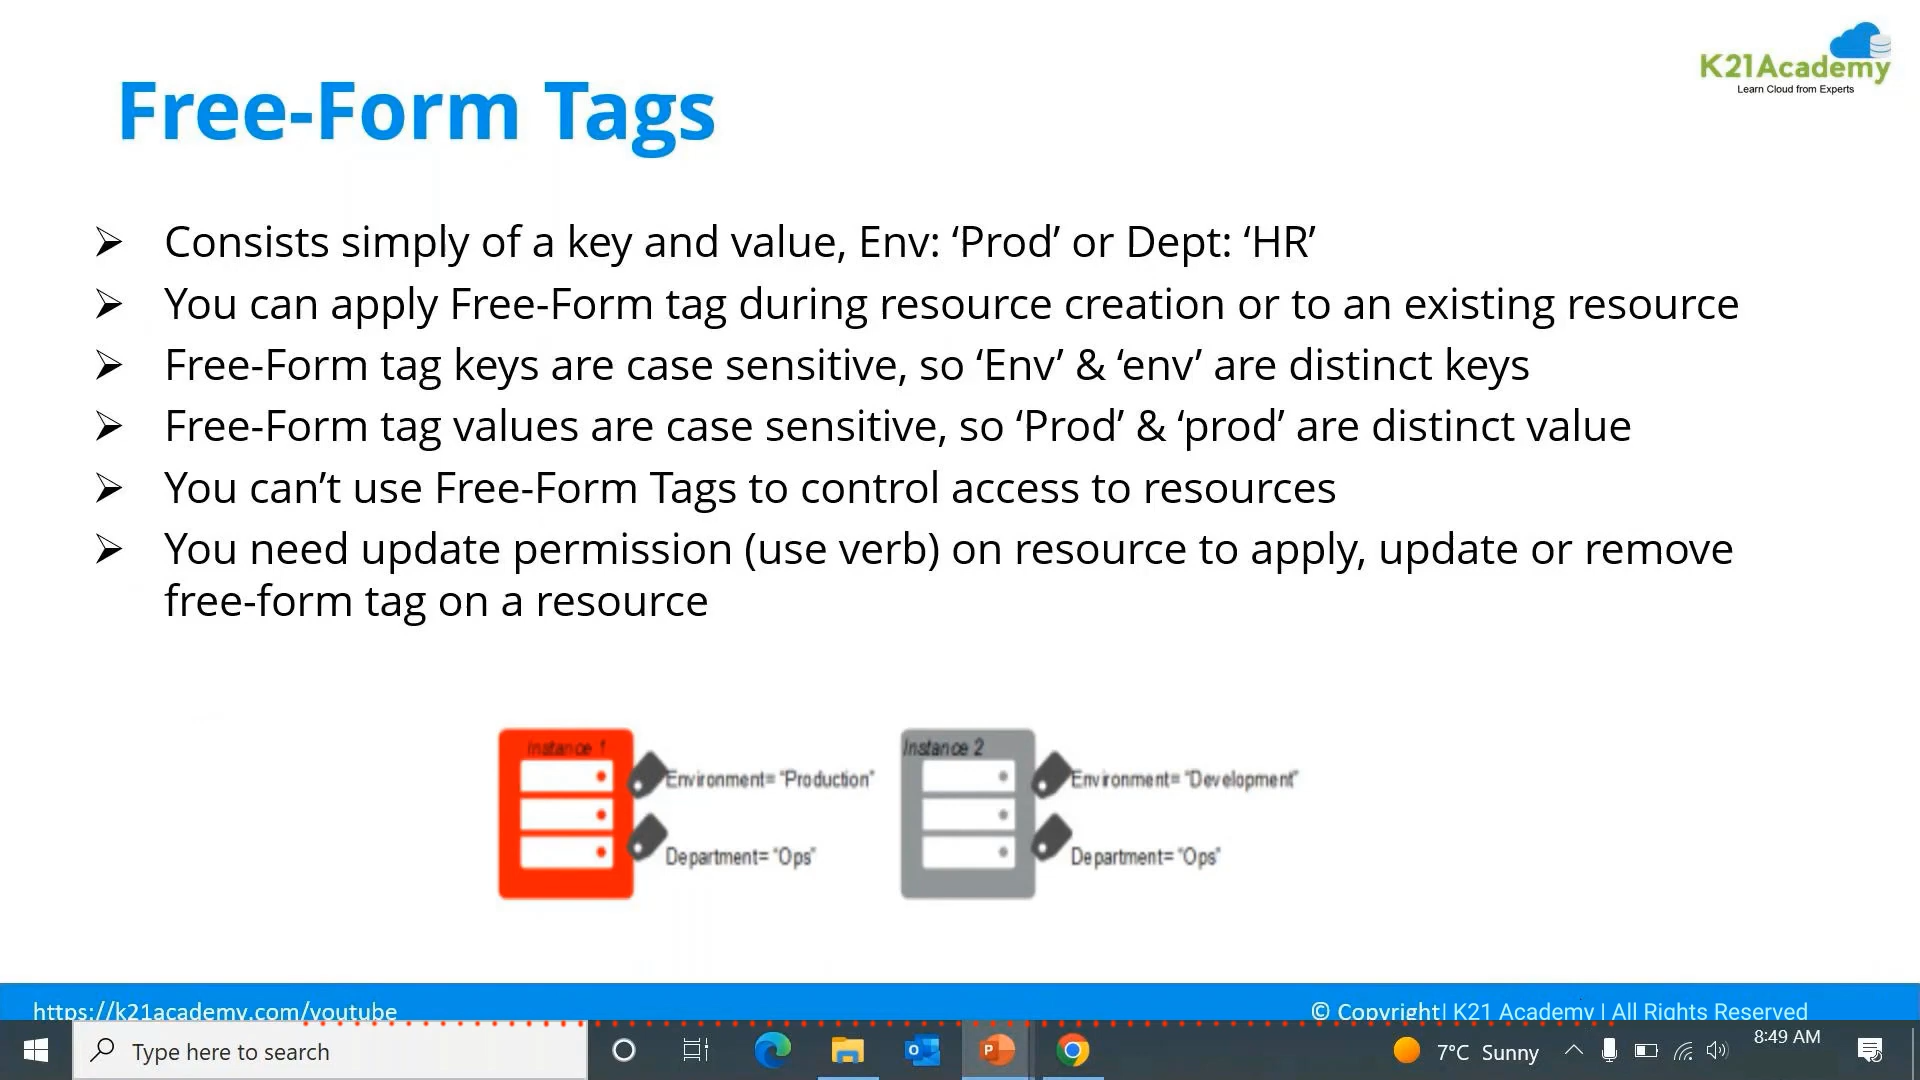 K21Academy
Learn Cloud from Experts
Free-Form Tags
Consists simply of a key and value, Env: ‘Prod’ or Dept: ‘HR’
You can apply Free-Form tag during resource creation or to an existing resource
Free-Form tag keys are case sensitive, so ‘Env’ & ‘env’ are distinct keys
Free-Form tag values are case sensitive, so ‘Prod’ & ‘prod’ are distinct value
You can’t use Free-Form Tags to control access to resources
You need update permission (use verb) on resource to apply, update or remove
free-form tag on a resource
Instance 1
Environment= “Production”
Department= “Ops”
Instance 2
Environment= “Development”
Department= “Ops”
https://k21academy.com/youtube
© Copyright| K21 Academy | All Rights Reserved
Type here to search
7°C Sunny
8:49 AM